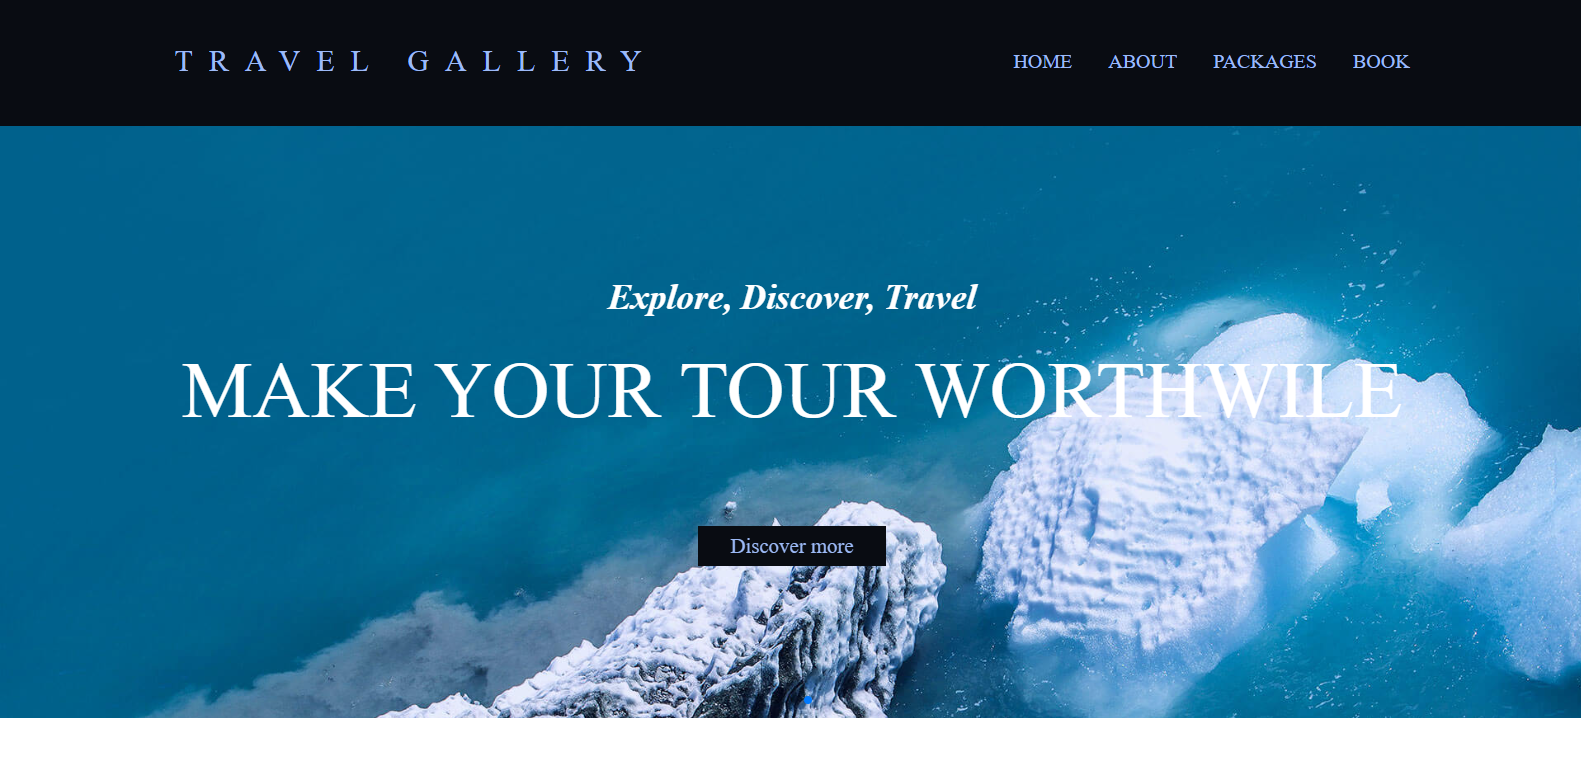 TRAVEL GALLERY
HOME ABOUT PACKAGES BOOK
Explore, Discover, Travel
MAKE YOUR TOUR WORTHWILE
Discover more